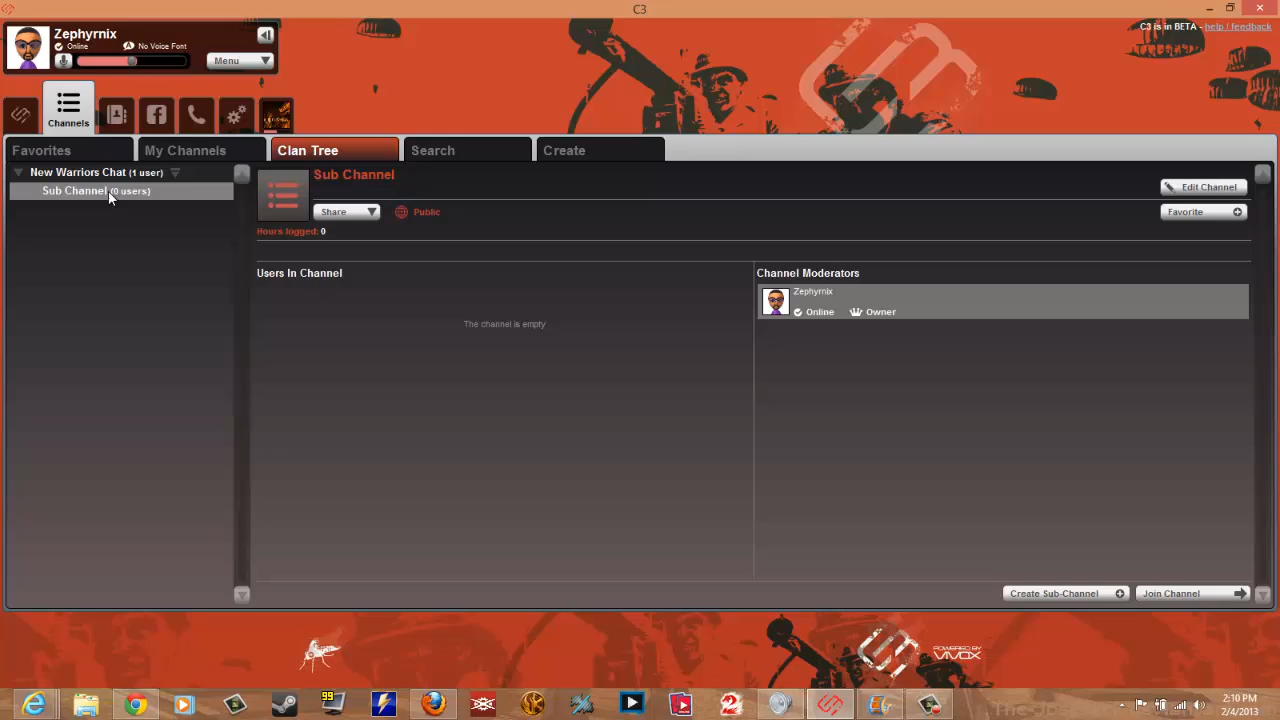 C3
Zephyrnix
Online No Voice Font
Menu
C3 is in BETA - help / feedback
Channels
Favorites My Channels Clan Tree Search Create
New Warriors Chat (1 user)
Sub Channel (0 users)
Sub Channel
Edit Channel
Share Public
Favorite
Hours logged: 0
Users In Channel
Channel Moderators
The channel is empty
Zephyrnix
Online Owner
Create Sub-Channel
Join Channel
POWERED BY
VIVOX
99
2:10 PM
2/4/2013